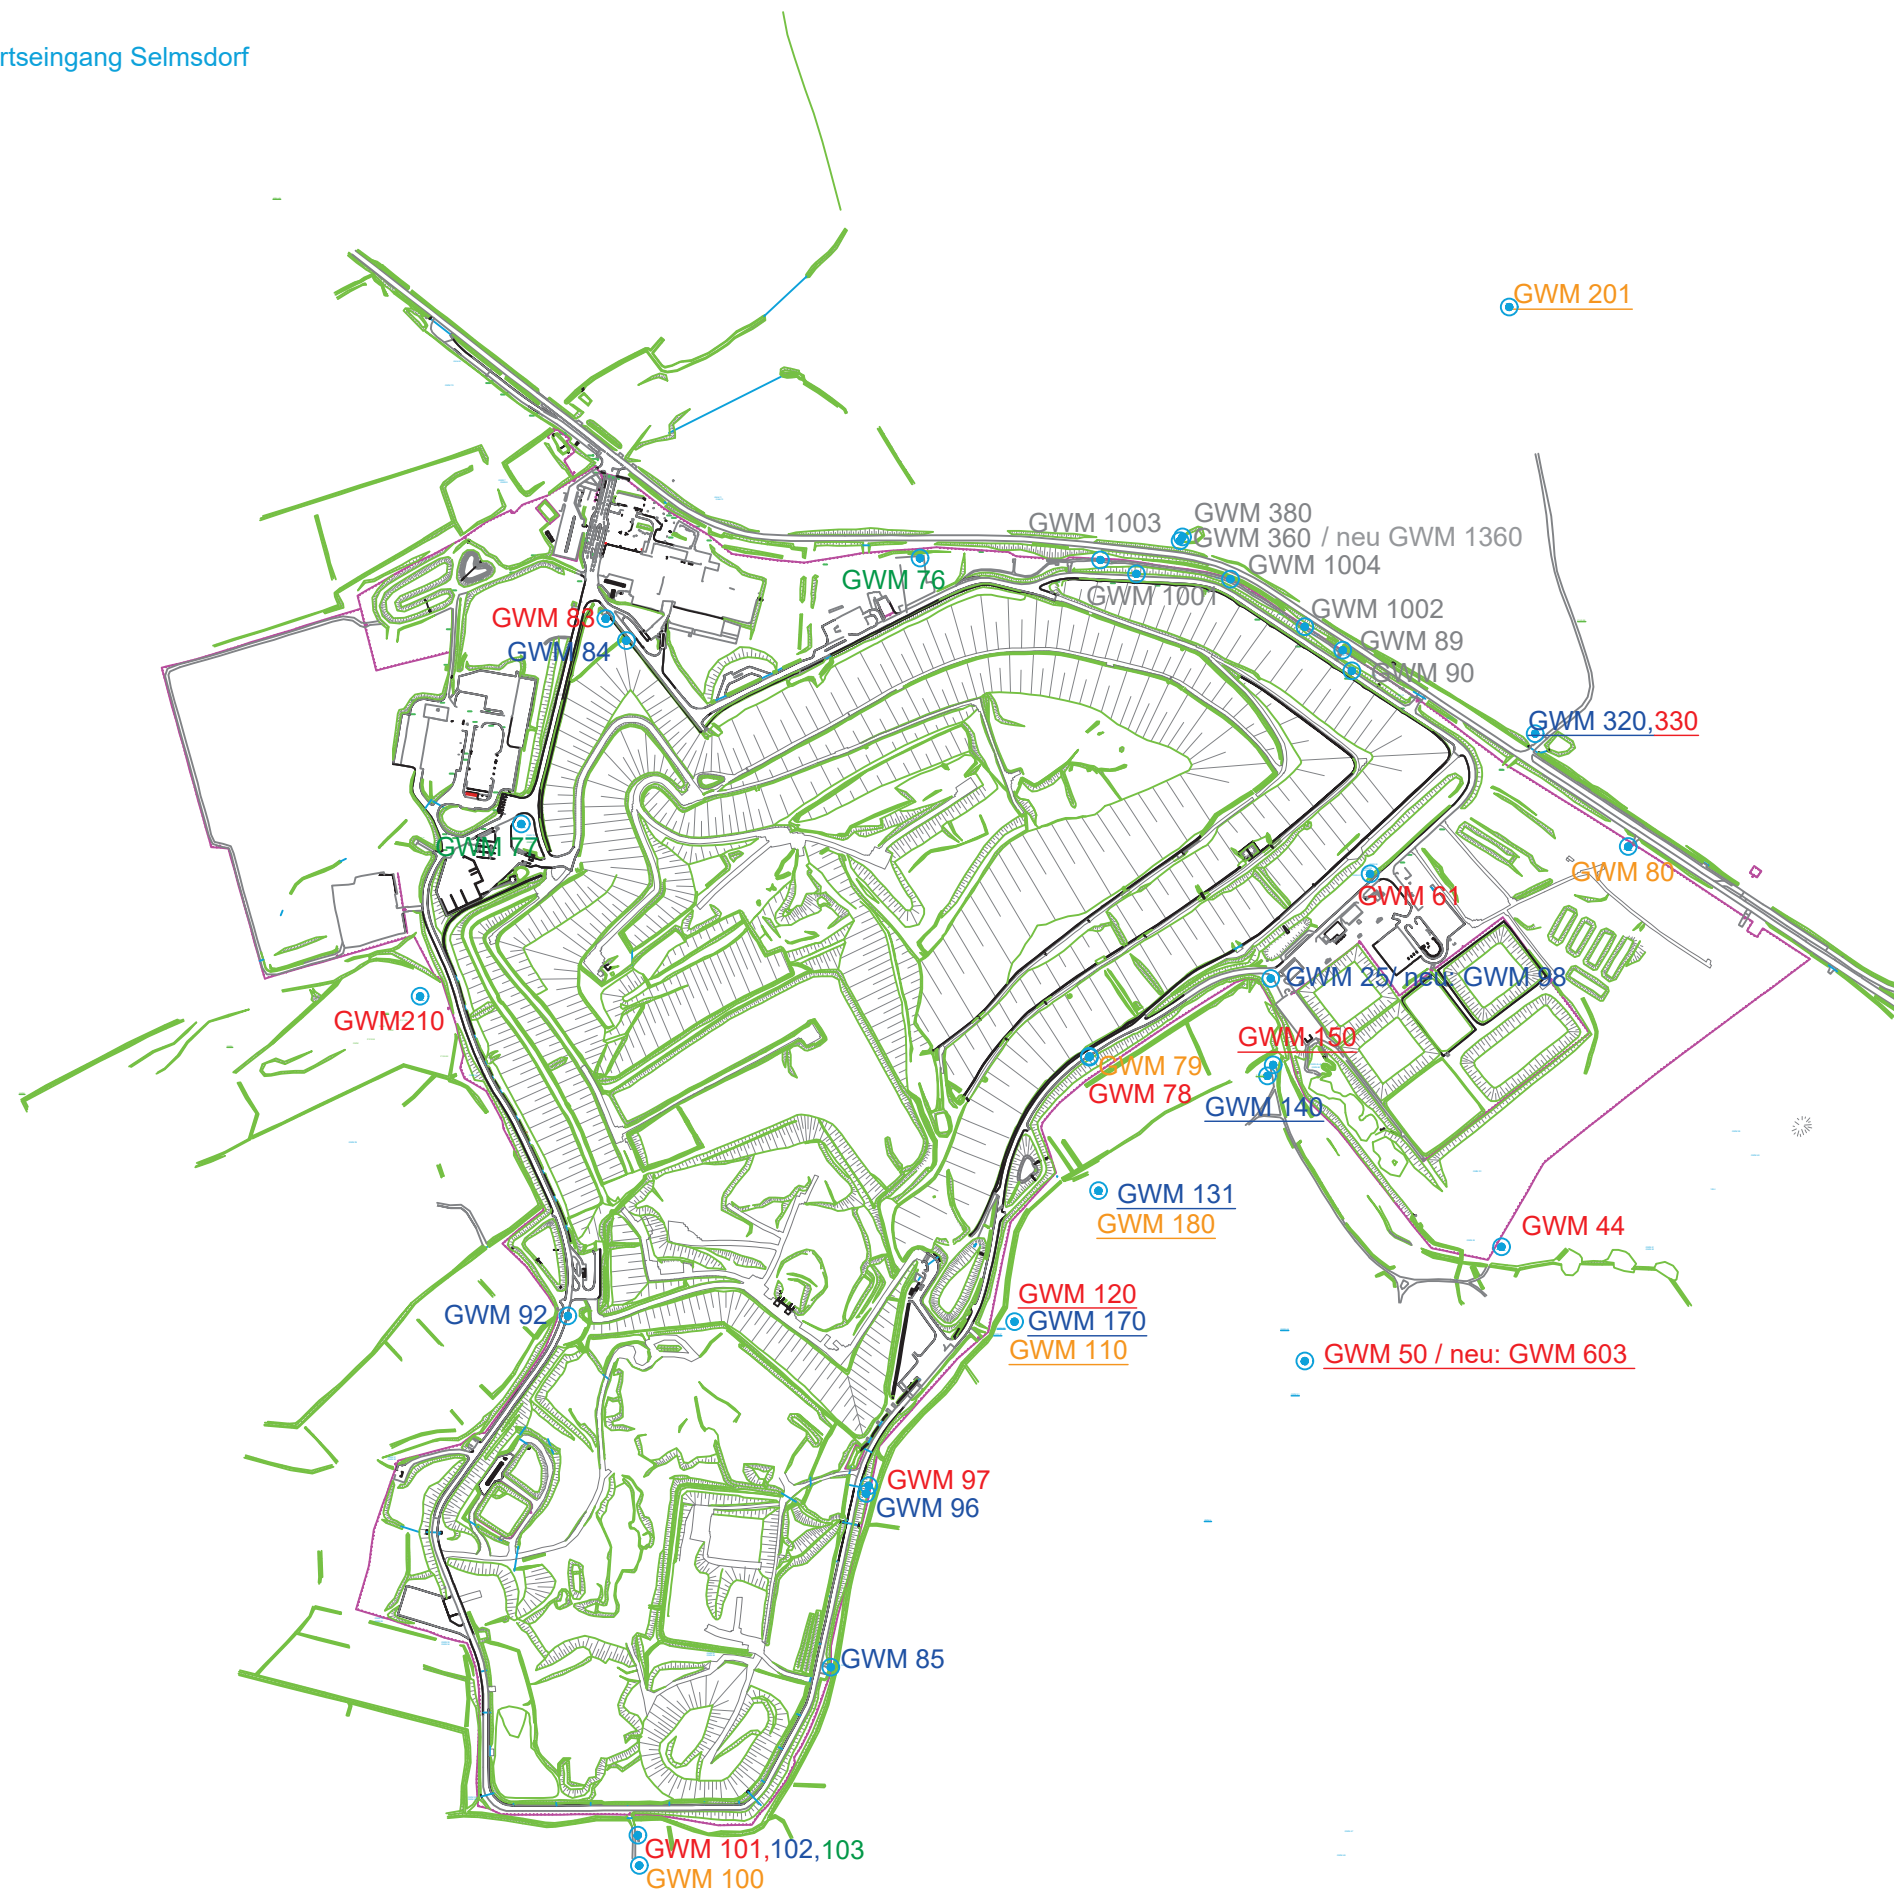 rtseingang Selmsdorf
GWM 201
GWM 380
GWM 1003
GWM 360 / neu GWM 1360
GWM 1004
GWM 76
GWM 1001
GWM 1002
GWM 83
GWM 89
GWM 84
GWM 90
GWM 320,330
GWM 77
GWM 80
GWM 61
GWM 25/ neu: GWM 98
GWM210
GWM 150
GWM 79
GWM 78
GWM 140
GWM 131
GWM 180
GWM 44
GWM 120
GWM 92
GWM 170
GWM 110
GWM 50 / neu: GWM 603
GWM 97
GWM 96
GWM 85
GWM 101,102,103
GWM 100